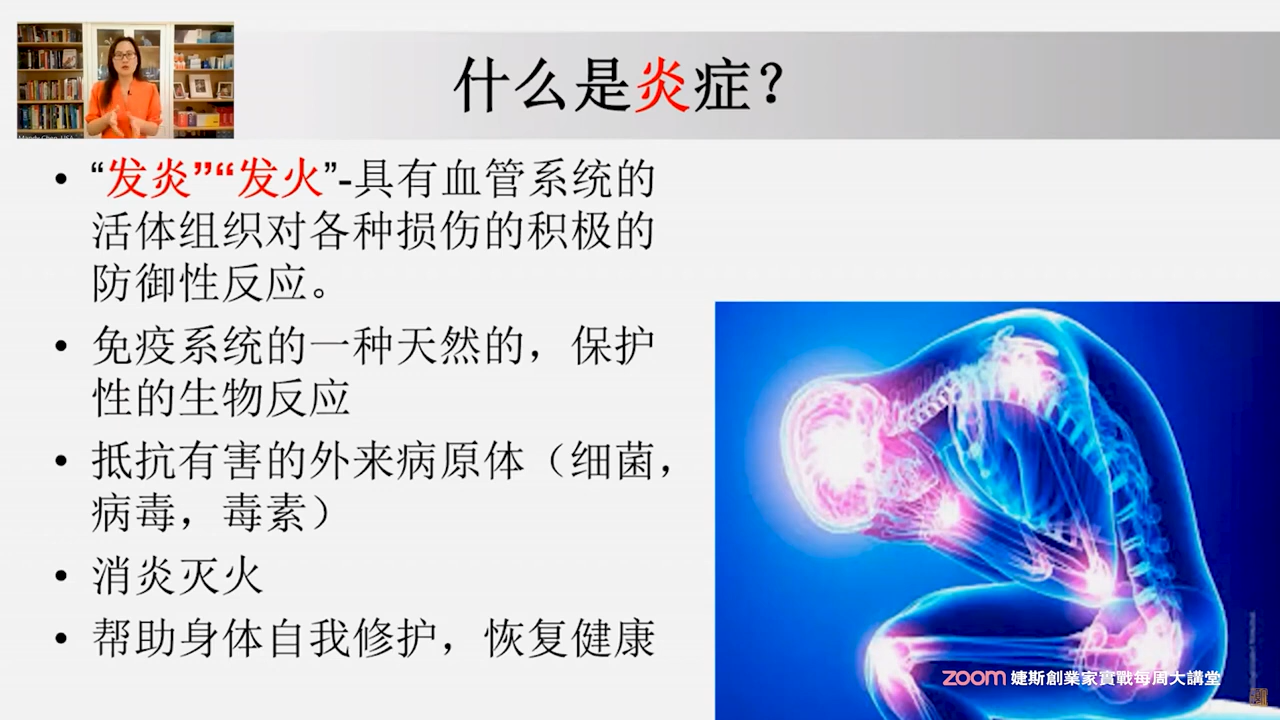 什么是炎症？
Mandy Chen, USA
• “发炎”“发火”-具有血管系统的
活体组织对各种损伤的积极的
防御性反应。
• 免疫系统的一种天然的，保护
性的生物反应
• 抵抗有害的外来病原体（细菌，
病毒，毒素）
• 消炎灭火
• 帮助身体自我修护，恢复健康
zoom 婕斯創業家實戰每周大講堂